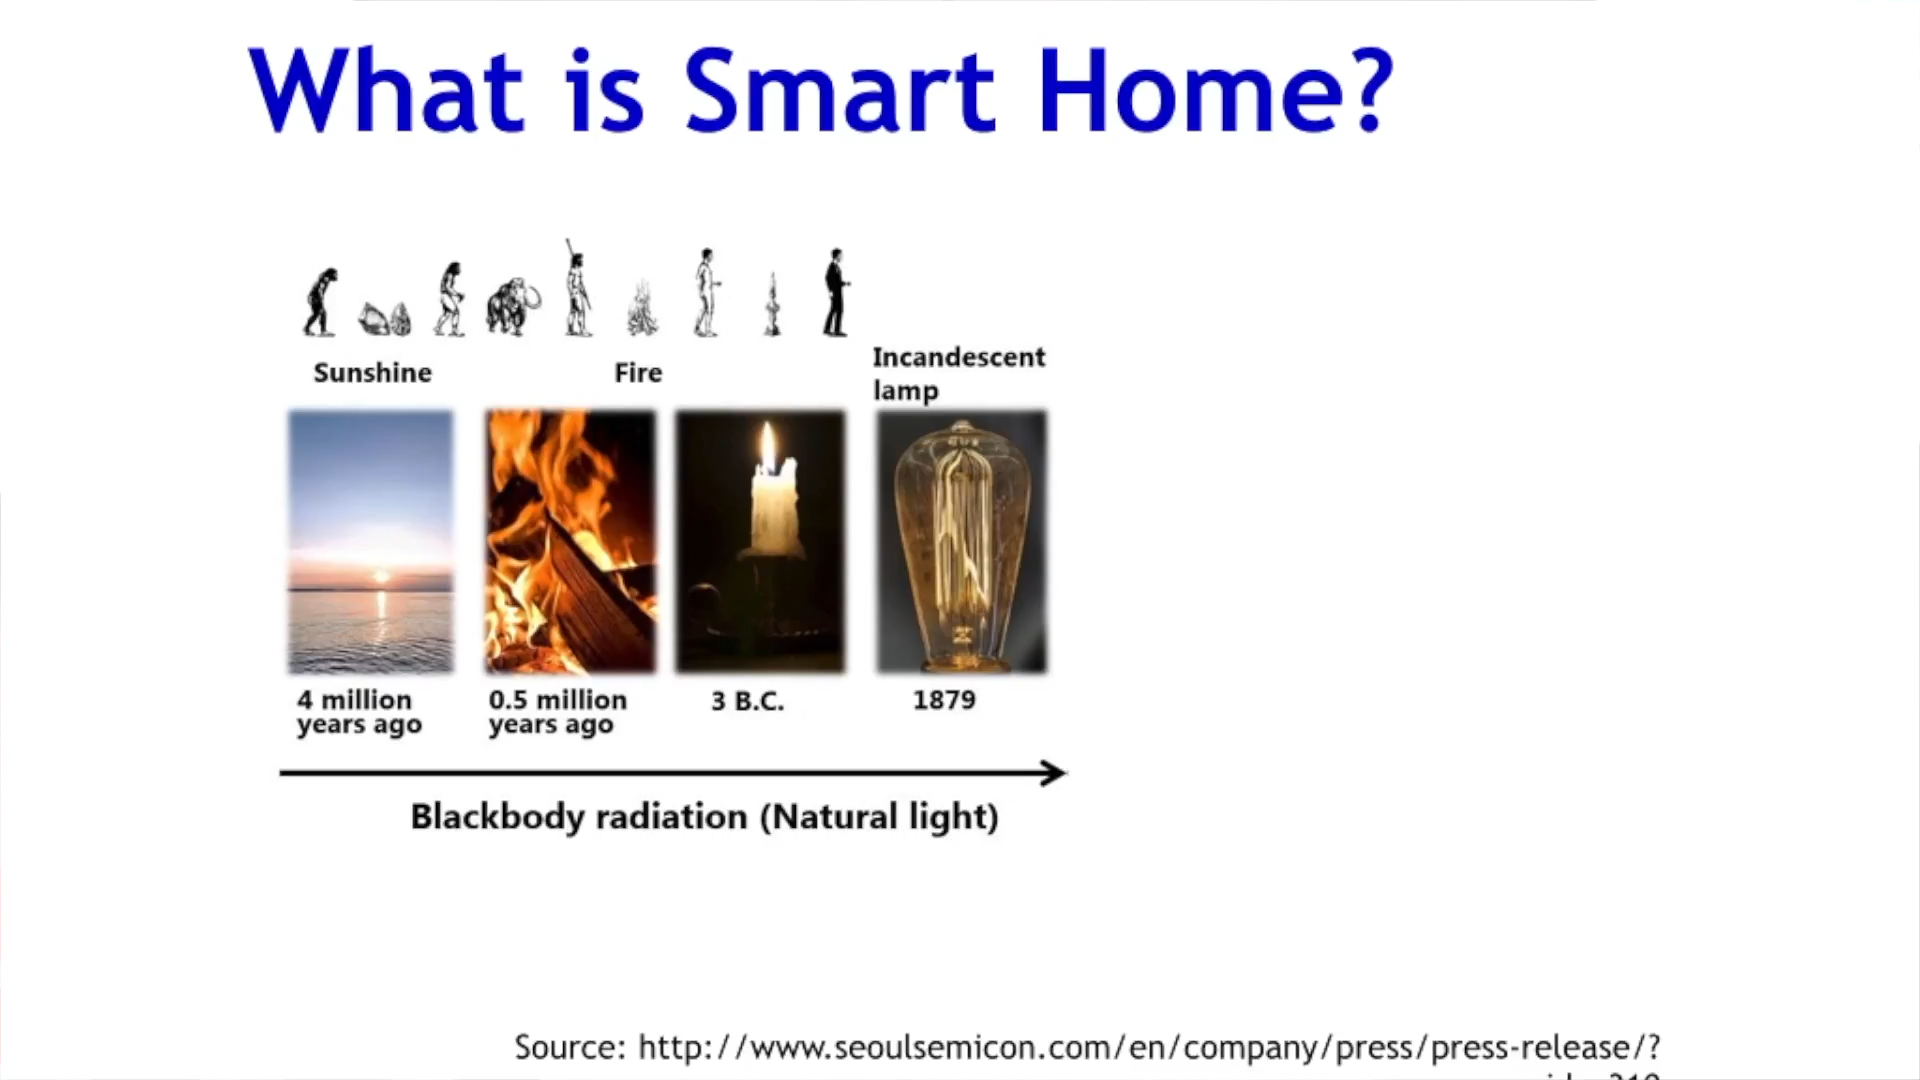 What is Smart Home?
Sunshine
Fire
Incandescent
lamp
4 million
years ago
0.5 million
years ago
3 B.C.
1879
Blackbody radiation (Natural light)
Source: http://www.seoulsemicon.com/en/company/press/press-release/?